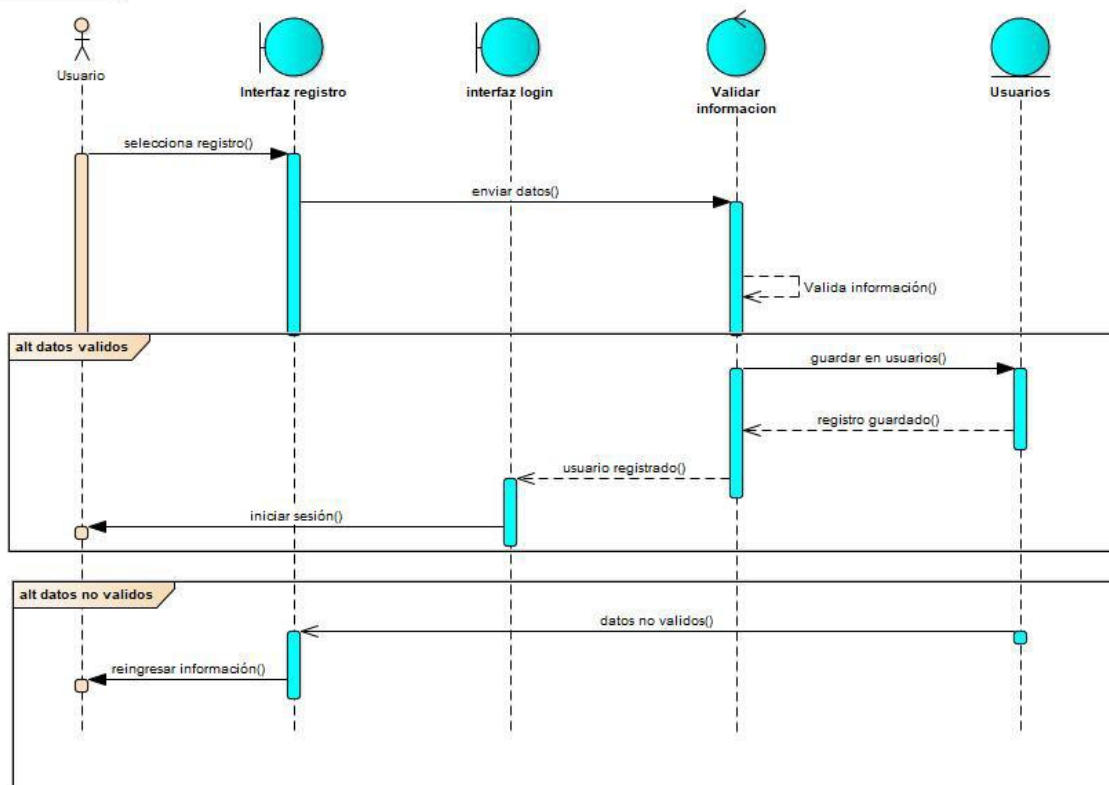 Usuario
Interfaz registro
interfaz login
Validar
informacion
Usuarios
selecciona registro()
enviar datos()
Valida información()
alt datos validos
guardar en usuarios()
registro guardado()
usuario registrado()
iniciar sesión()
alt datos no validos
datos no validos()
reingresar información()